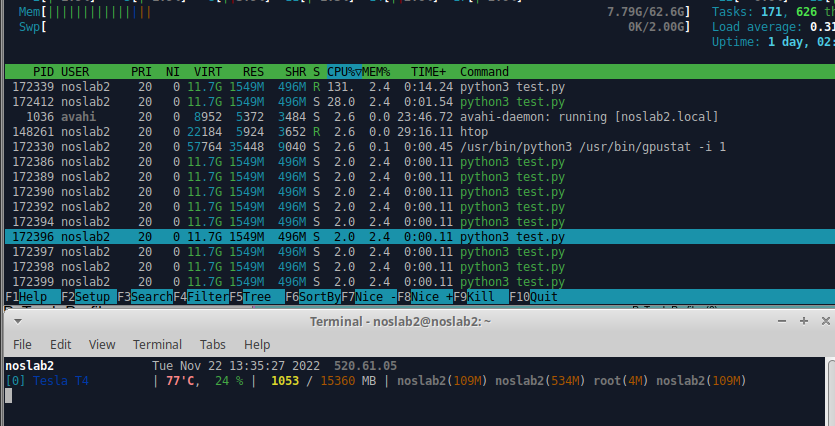 Mem[||||||||||||||| 7.79G/62.6G] Tasks: 171, 626 th
Swp[ 0K/2.00G] Load average: 0.31
Uptime: 1 day, 02:
PID USER PRI NI VIRT RES SHR S CPU%▽MEM% TIME+ Command
172339 noslab2 20 0 11.7G 1549M 496M R 131. 2.4 0:14.24 python3 test.py
172412 noslab2 20 0 11.7G 1549M 496M S 28.0 2.4 0:01.54 python3 test.py
1036 avahi 20 0 8952 5372 3484 S 2.6 0.0 23:46.72 avahi-daemon: running [noslab2.local]
148261 noslab2 20 0 22184 5924 3652 R 2.6 0.0 29:16.11 htop
172330 noslab2 20 0 57764 35448 9040 S 2.6 0.1 0:00.45 /usr/bin/python3 /usr/bin/gpustat -i 1
172386 noslab2 20 0 11.7G 1549M 496M S 2.0 2.4 0:00.11 python3 test.py
172389 noslab2 20 0 11.7G 1549M 496M S 2.0 2.4 0:00.11 python3 test.py
172390 noslab2 20 0 11.7G 1549M 496M S 2.0 2.4 0:00.11 python3 test.py
172392 noslab2 20 0 11.7G 1549M 496M S 2.0 2.4 0:00.11 python3 test.py
172394 noslab2 20 0 11.7G 1549M 496M S 2.0 2.4 0:00.11 python3 test.py
172396 noslab2 20 0 11.7G 1549M 496M S 2.0 2.4 0:00.11 python3 test.py
172397 noslab2 20 0 11.7G 1549M 496M S 2.0 2.4 0:00.11 python3 test.py
172398 noslab2 20 0 11.7G 1549M 496M S 2.0 2.4 0:00.11 python3 test.py
172399 noslab2 20 0 11.7G 1549M 496M S 2.0 2.4 0:00.11 python3 test.py
F1Help F2Setup F3SearchF4FilterF5Tree F6SortByF7Nice -F8Nice +F9Kill F10Quit
Terminal - noslab2@noslab2: ~
File Edit View Terminal Tabs Help
noslab2 Tue Nov 22 13:35:27 2022 520.61.05
[0] Tesla T4 | 77'C, 24 % | 1053 / 15360 MB | noslab2(109M) noslab2(534M) root(4M) noslab2(109M)